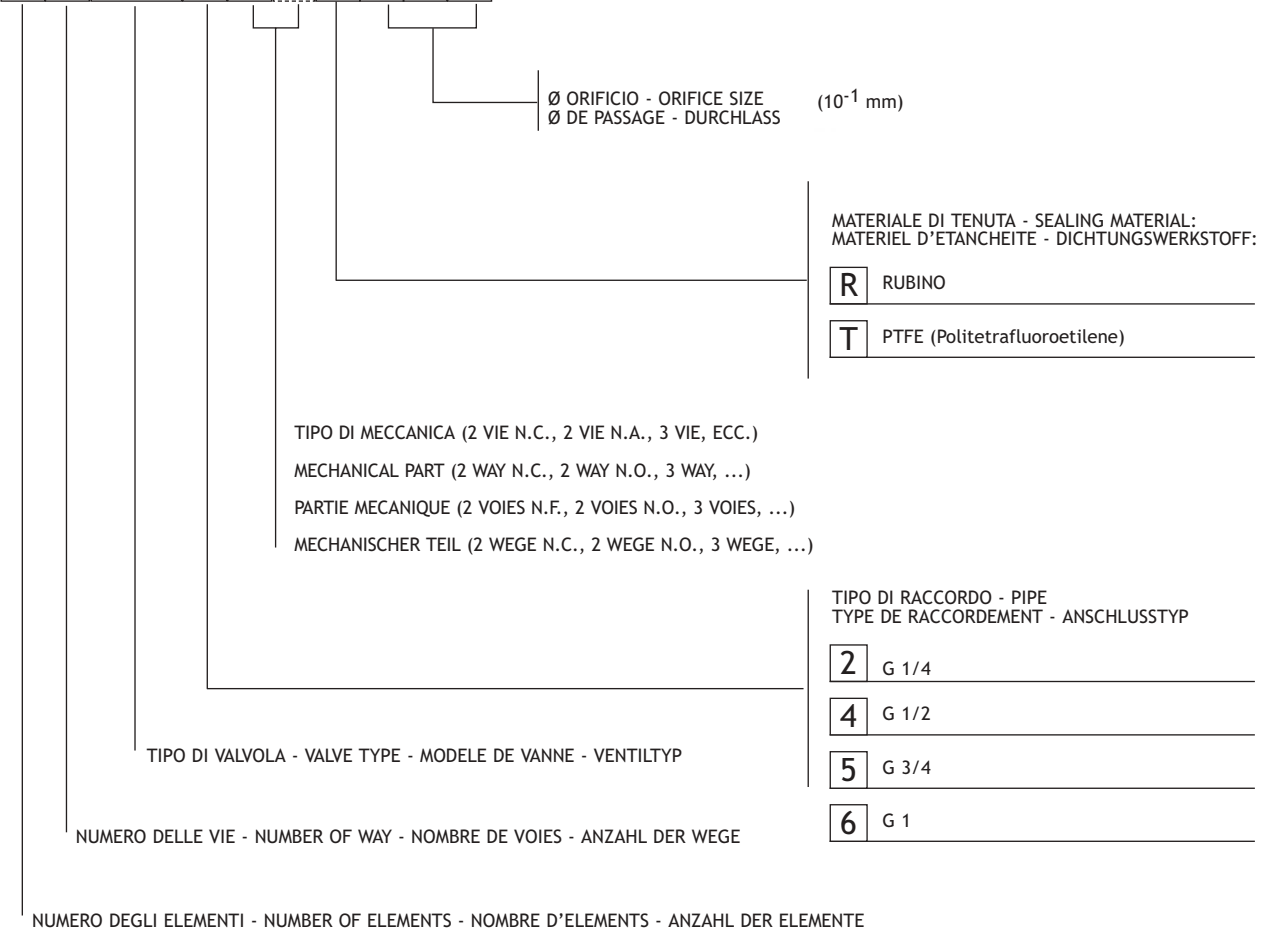 Ø ORIFICIO - ORIFICE SIZE (10-1 mm)
Ø DE PASSAGE - DURCHLASS
MATERIALE DI TENUTA - SEALING MATERIAL:
MATERIEL D'ETANCHEITE - DICHTUNGSWERKSTOFF:
R RUBINO
T PTFE (Politetrafluoroetilene)
TIPO DI MECCANICA (2 VIE N.C., 2 VIE N.A., 3 VIE, ECC.)
MECHANICAL PART (2 WAY N.C., 2 WAY N.O., 3 WAY, ...)
PARTIE MECANIQUE (2 VOIES N.F., 2 VOIES N.O., 3 VOIES, ...)
MECHANISCHER TEIL (2 WEGE N.C., 2 WEGE N.O., 3 WEGE, ...)
TIPO DI RACCORDO - PIPE
TYPE DE RACCORDEMENT - ANSCHLUSSTYP
2 G 1/4
4 G 1/2
5 G 3/4
6 G 1
TIPO DI VALVOLA - VALVE TYPE - MODELE DE VANNE - VENTILTYP
NUMERO DELLE VIE - NUMBER OF WAY - NOMBRE DE VOIES - ANZAHL DER WEGE
NUMERO DEGLI ELEMENTI - NUMBER OF ELEMENTS - NOMBRE D'ELEMENTS - ANZAHL DER ELEMENTE